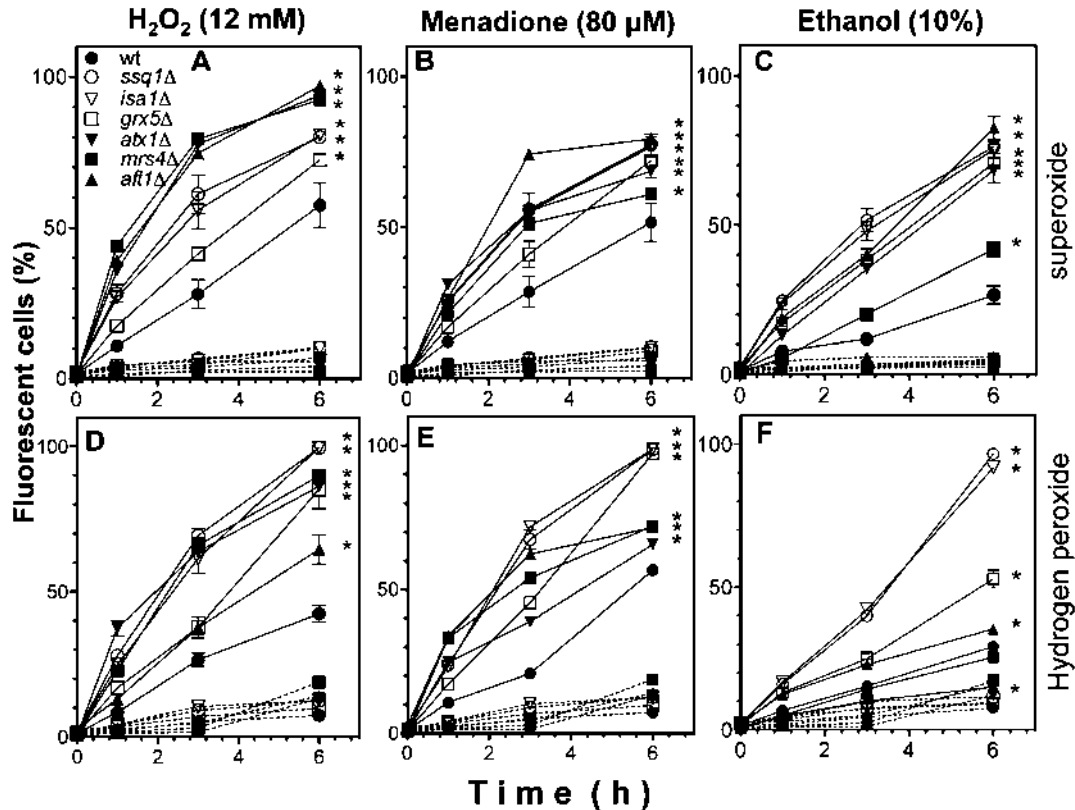 H₂O₂ (12 mM) Menadione (80 µM) Ethanol (10%)
A B C
wt
ssq1Δ
isa1Δ
grx5Δ
atx1Δ
mrs4Δ
aft1Δ
100 100 100
50 50 50
0 0 0
0 2 4 6 0 2 4 6 0 2 4 6
* * * * * *
* * * * * *
* * * * * *
superoxide
Fluorescent cells (%)
D E F
100 100 100
50 50 50
0 0 0
0 2 4 6 0 2 4 6 0 2 4 6
* * * * * *
* * * * * *
* * * * *
Hydrogen peroxide
Time (h)